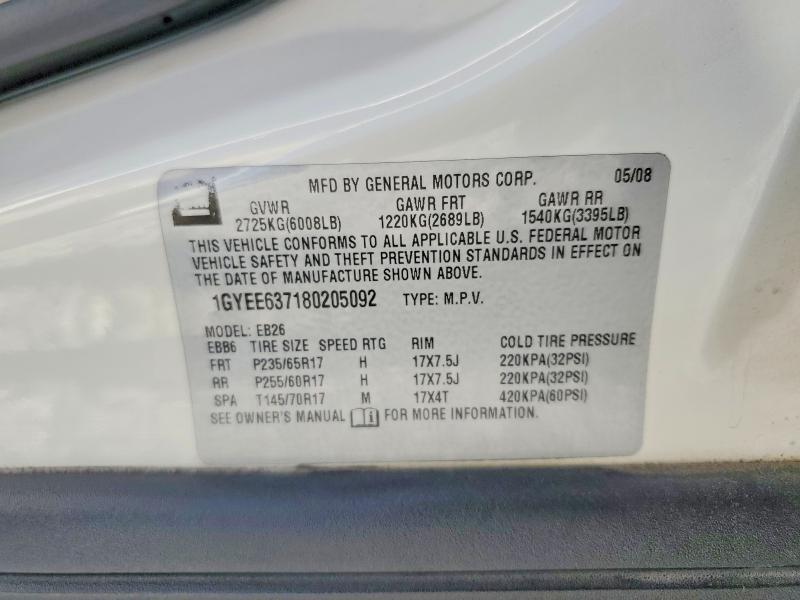 MFD BY GENERAL MOTORS CORP. 05/08
GVWR GAWR FRT GAWR RR
2725KG(6008LB) 1220KG(2689LB) 1540KG(3395LB)
THIS VEHICLE CONFORMS TO ALL APPLICABLE U.S. FEDERAL MOTOR
VEHICLE SAFETY AND THEFT PREVENTION STANDARDS IN EFFECT ON
THE DATE OF MANUFACTURE SHOWN ABOVE.
1GYEE637180205092 TYPE: M.P.V.
MODEL: EB26
EBB6 TIRE SIZE SPEED RTG RIM COLD TIRE PRESSURE
FRT P235/65R17 H 17X7.5J 220KPA(32PSI)
RR P255/60R17 H 17X7.5J 220KPA(32PSI)
SPA T145/70R17 M 17X4T 420KPA(60PSI)
SEE OWNER'S MANUAL FOR MORE INFORMATION.